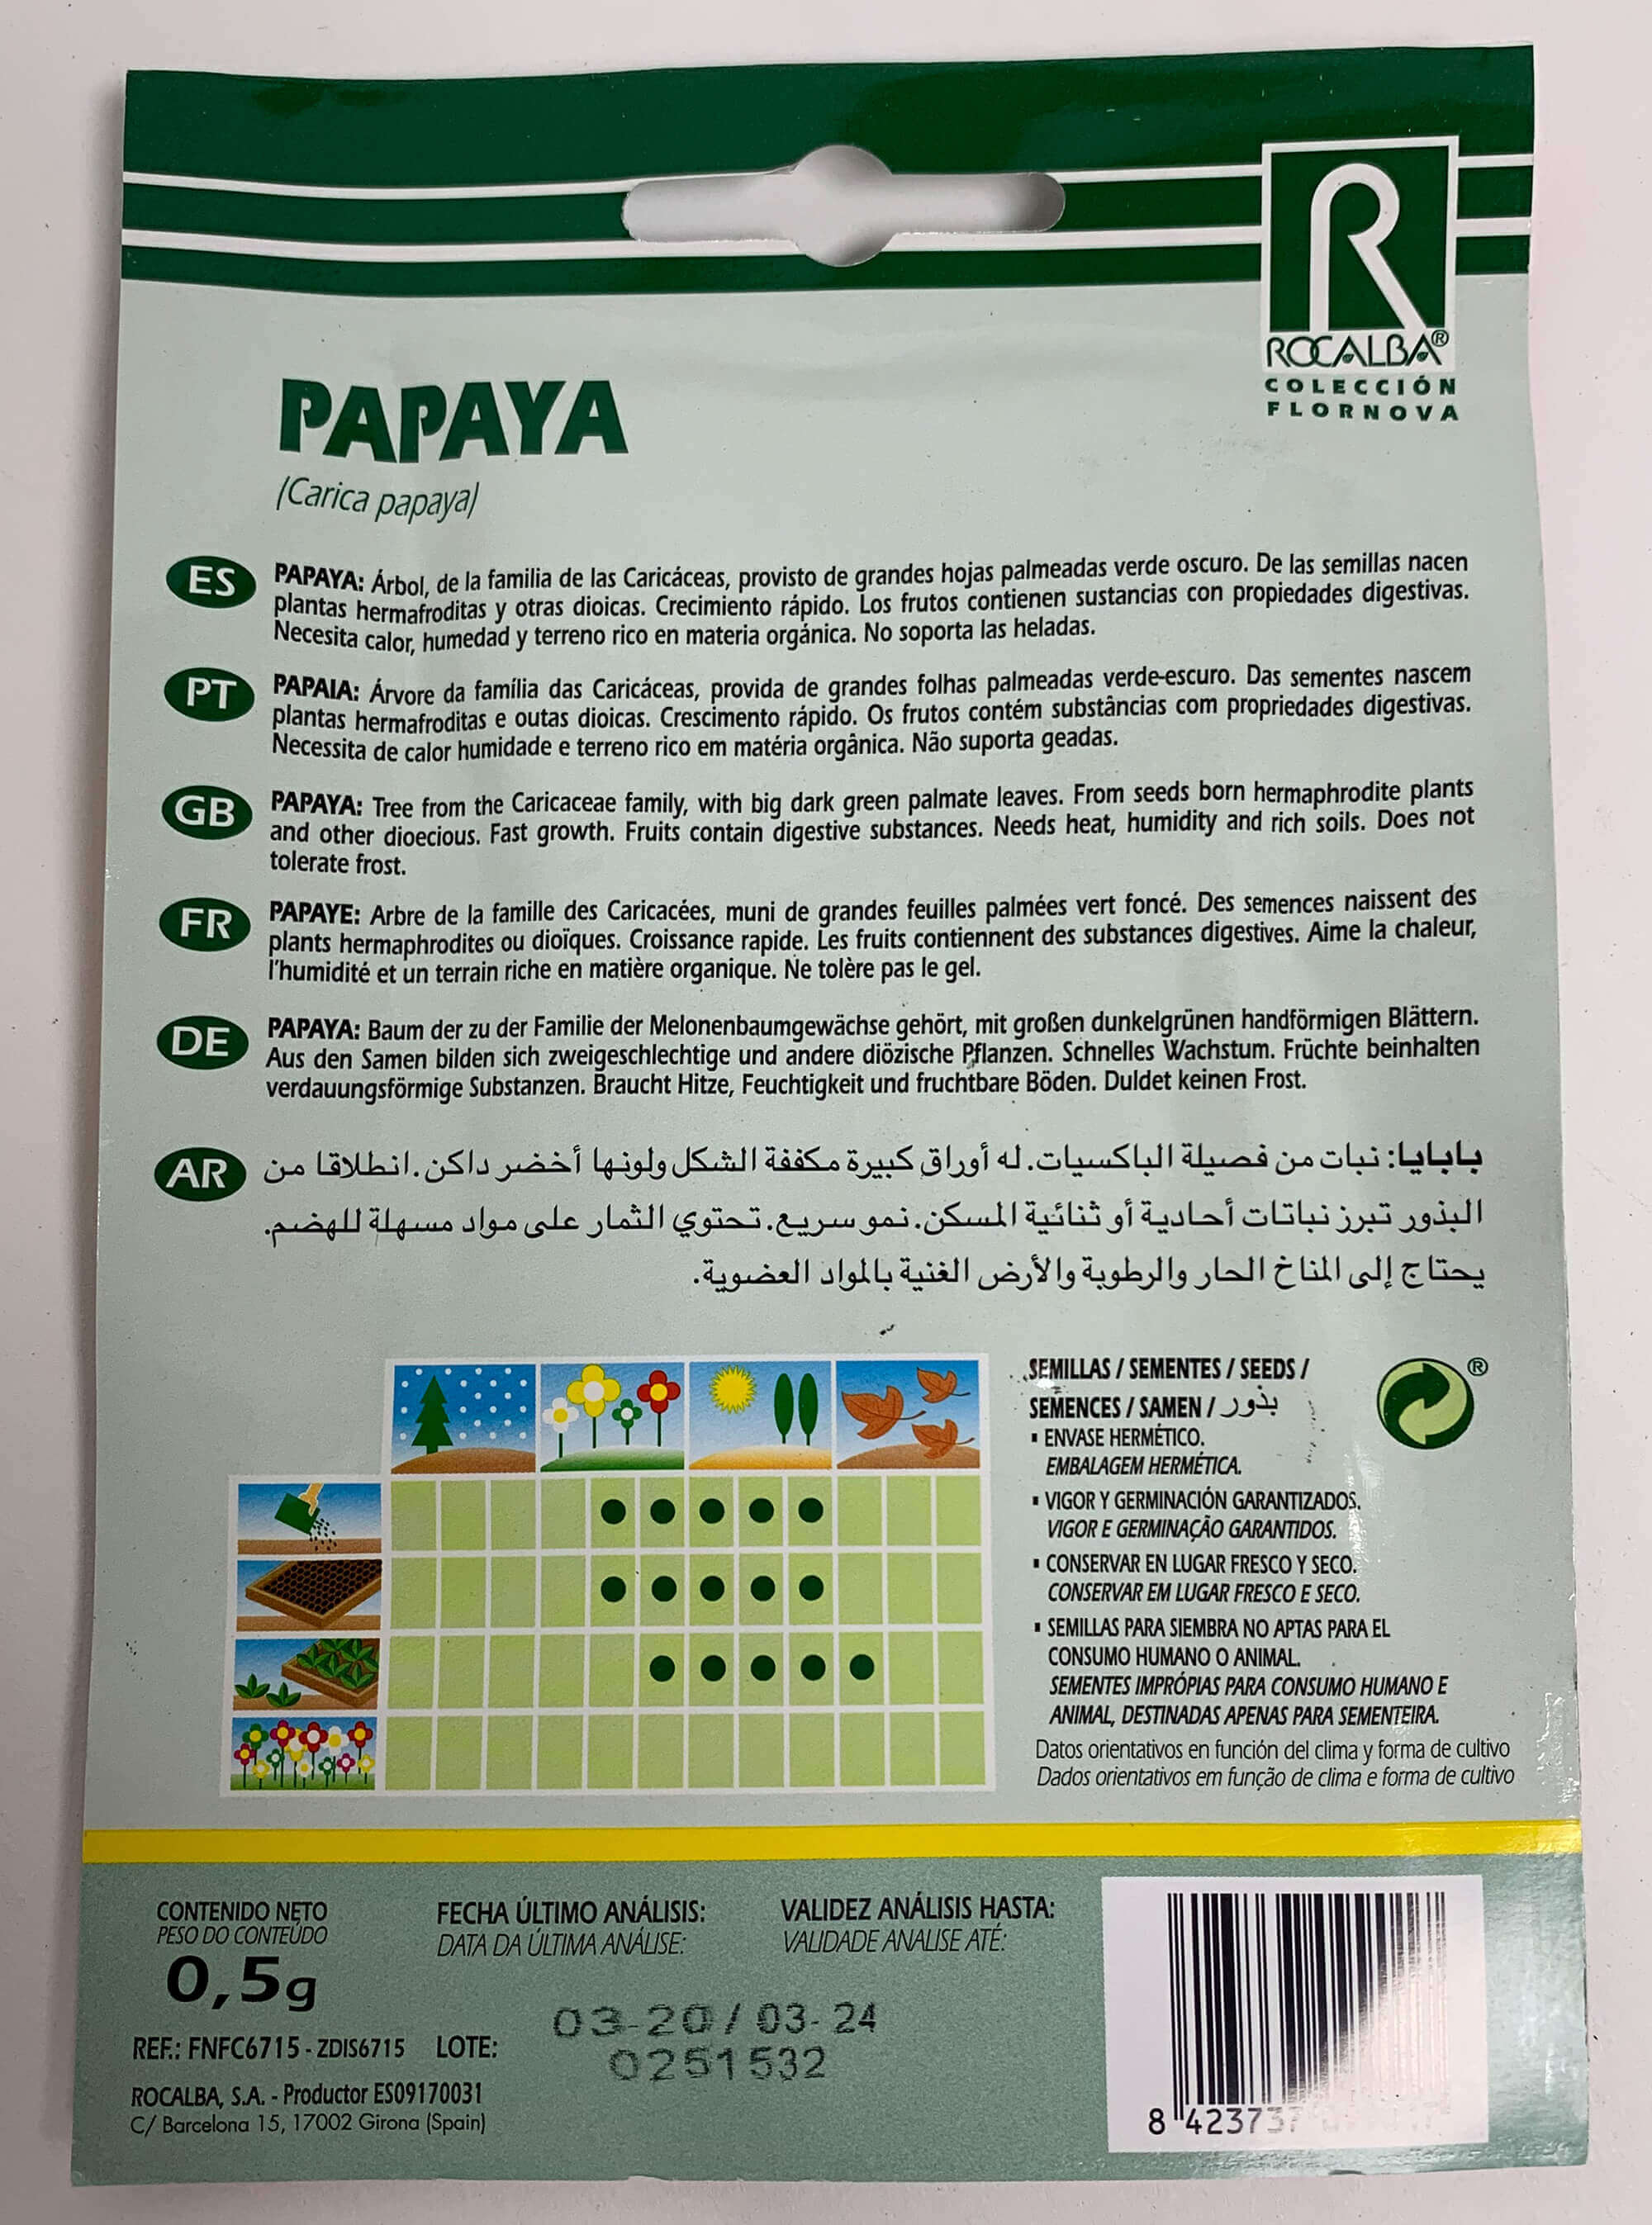 R
ROCALBA®
COLECCIÓN
FLORNOVA
PAPAYA
(Carica papaya)
ES
PAPAYA: Árbol, de la familia de las Caricáceas, provisto de grandes hojas palmeadas verde oscuro. De las semillas nacen
plantas hermafroditas y otras dioicas. Crecimiento rápido. Los frutos contienen sustancias con propiedades digestivas.
Necesita calor, humedad y terreno rico en materia orgánica. No soporta las heladas.
PT
PAPAIA: Árvore da família das Caricáceas, provida de grandes folhas palmeadas verde-escuro. Das sementes nascem
plantas hermafroditas e outas dioicas. Crescimento rápido. Os frutos contém substâncias com propriedades digestivas.
Necessita de calor humidade e terreno rico em matéria orgânica. Não suporta geadas.
GB
PAPAYA: Tree from the Caricaceae family, with big dark green palmate leaves. From seeds born hermaphrodite plants
and other dioecious. Fast growth. Fruits contain digestive substances. Needs heat, humidity and rich soils. Does not
tolerate frost.
FR
PAPAYE: Arbre de la famille des Caricacées, muni de grandes feuilles palmées vert foncé. Des semences naissent des
plants hermaphrodites ou dioïques. Croissance rapide. Les fruits contiennent des substances digestives. Aime la chaleur,
l'humidité et un terrain riche en matière organique. Ne tolère pas le gel.
DE
PAPAYA: Baum der zu der Familie der Melonenbaumgewächse gehört, mit großen dunkelgrünen handförmigen Blättern.
Aus den Samen bilden sich zweigeschlechtige und andere diözische Pflanzen. Schnelles Wachstum. Früchte beinhalten
verdauungsförmige Substanzen. Braucht Hitze, Feuchtigkeit und fruchtbare Böden. Duldet keinen Frost.
AR
بابايا: نبات من فصيلة الباكسيات. له أوراق كبيرة مكففة الشكل ولونها أخضر داكن. انطلاقا من
البذور تبرز نباتات أحادية أو ثنائية المسكن. نمو سريع. تحتوي الثمار على مواد مسهلة للهضم.
يحتاج إلى المناخ الحار والرطوبة والأرض الغنية بالمواد العضوية.
SEMILLAS / SEMENTES / SEEDS /
SEMENCES / SAMEN / بذور
®
▪ ENVASE HERMÉTICO.
EMBALAGEM HERMÉTICA.
▪ VIGOR Y GERMINACIÓN GARANTIZADOS.
VIGOR E GERMINAÇÃO GARANTIDOS.
▪ CONSERVAR EN LUGAR FRESCO Y SECO.
CONSERVAR EM LUGAR FRESCO E SECO.
▪ SEMILLAS PARA SIEMBRA NO APTAS PARA EL
CONSUMO HUMANO O ANIMAL.
SEMENTES IMPRÓPIAS PARA CONSUMO HUMANO E
ANIMAL, DESTINADAS APENAS PARA SEMENTEIRA.
Datos orientativos en función del clima y forma de cultivo
Dados orientativos em função de clima e forma de cultivo
CONTENIDO NETO
PESO DO CONTEÚDO
0,5g
FECHA ÚLTIMO ANÁLISIS:
DATA DA ÚLTIMA ANÁLISE:
VALIDEZ ANÁLISIS HASTA:
VALIDADE ANALISE ATÉ:
03-20/03-24
REF.: FNFC6715 - ZDIS6715 LOTE:
0251532
ROCALBA, S.A. - Productor ES09170031
C/ Barcelona 15, 17002 Girona (Spain)
8 423737